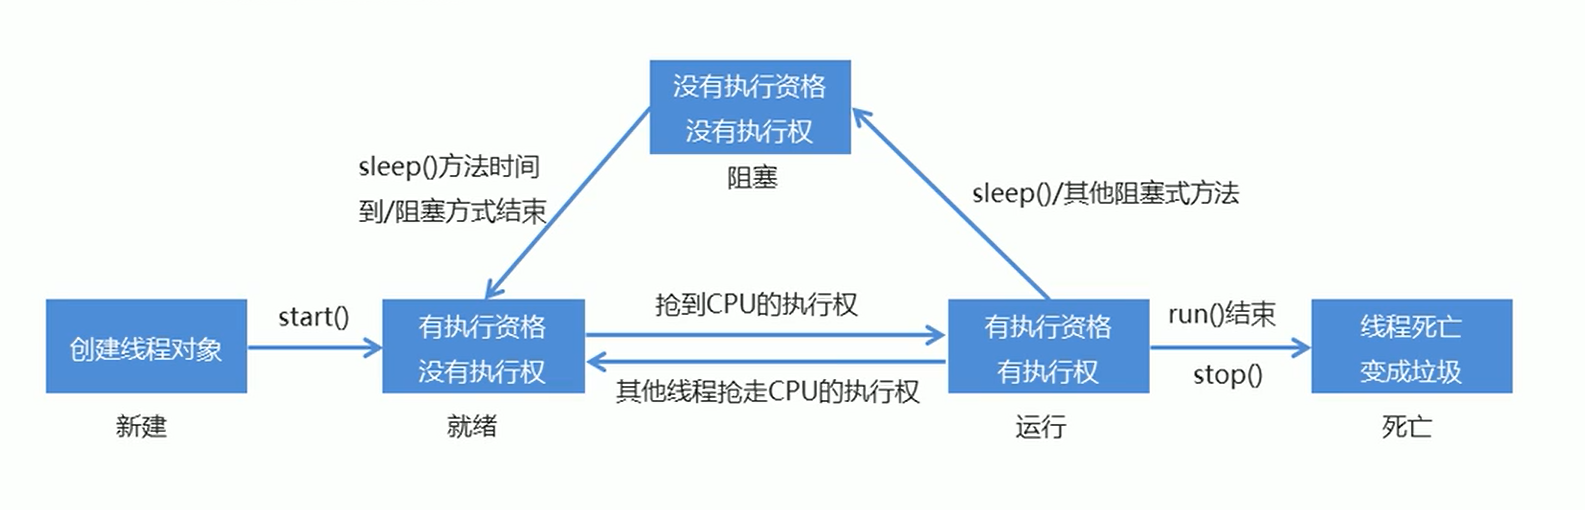 没有执行资格
没有执行权
阻塞
sleep()方法时间
到/阻塞方式结束
sleep()/其他阻塞式方法
创建线程对象
新建
start()
有执行资格
没有执行权
就绪
抢到CPU的执行权
其他线程抢走CPU的执行权
有执行资格
有执行权
运行
run()结束
stop()
线程死亡
变成垃圾
死亡